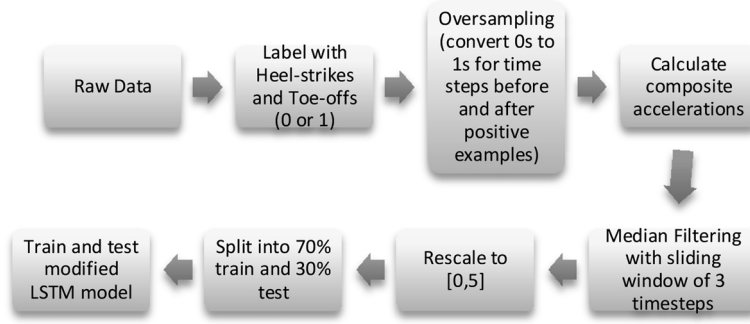 Raw Data
Label with
Heel-strikes
and Toe-offs
(0 or 1)
Oversampling
(convert 0s to
1s for time
steps before
and after
positive
examples)
Calculate
composite
accelerations
Median Filtering
with sliding
window of 3
timesteps
Rescale to
[0,5]
Split into 70%
train and 30%
test
Train and test
modified
LSTM model